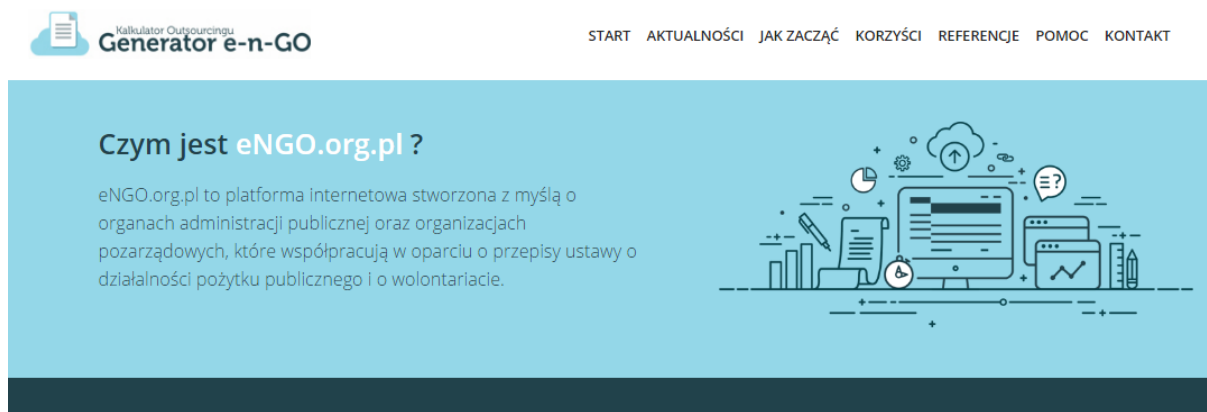 Kalkulator Outsourcingu
Generator e-n-GO
START AKTUALNOŚCI JAK ZACZĄĆ KORZYŚCI REFERENCJE POMOC KONTAKT
Czym jest eNGO.org.pl ?
eNGO.org.pl to platforma internetowa stworzona z myślą o
organach administracji publicznej oraz organizacjach
pozarządowych, które współpracują w oparciu o przepisy ustawy o
działalności pożytku publicznego i o wolontariacie.
=?